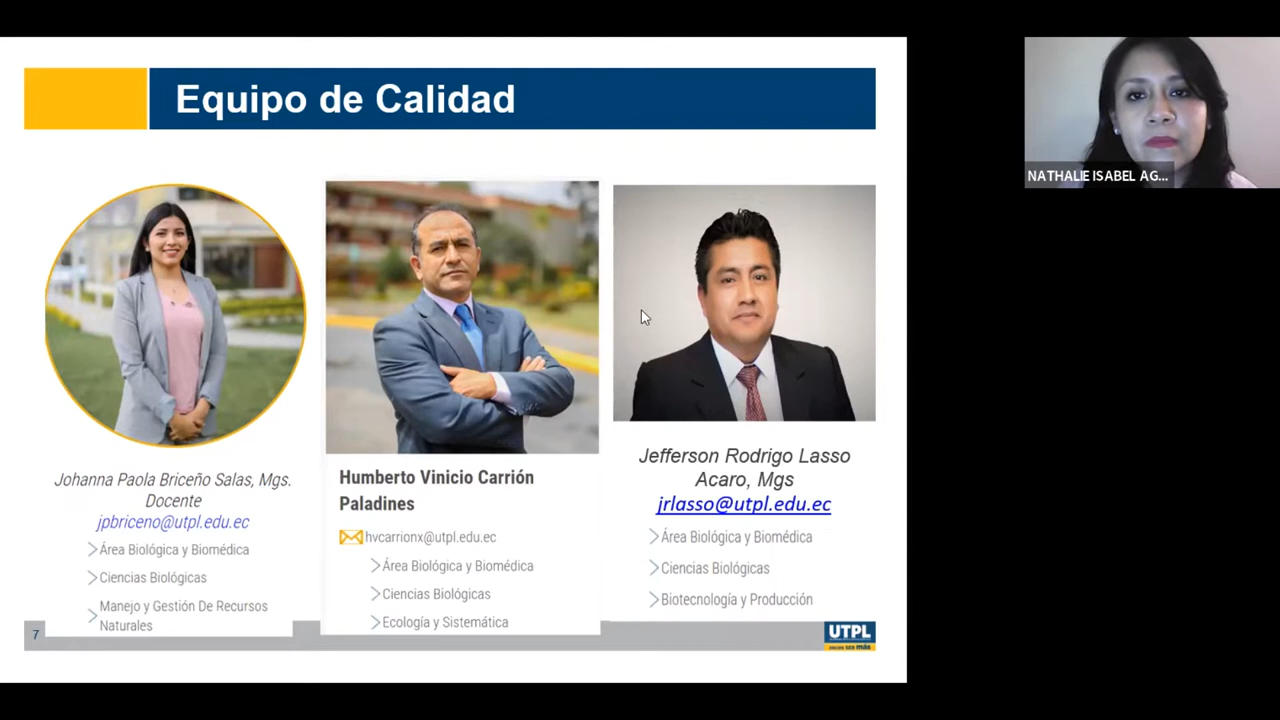 Equipo de Calidad
NATHALIE ISABEL AG...
Johanna Paola Briceño Salas, Mgs.
Docente
jpbriceno@utpl.edu.ec
Área Biológica y Biomédica
Ciencias Biológicas
Manejo y Gestión De Recursos
Naturales
Humberto Vinicio Carrión
Paladines
hvcarrionx@utpl.edu.ec
Área Biológica y Biomédica
Ciencias Biológicas
Ecología y Sistemática
Jefferson Rodrigo Lasso
Acaro, Mgs
jrlasso@utpl.edu.ec
Área Biológica y Biomédica
Ciencias Biológicas
Biotecnología y Producción
7
UTPL